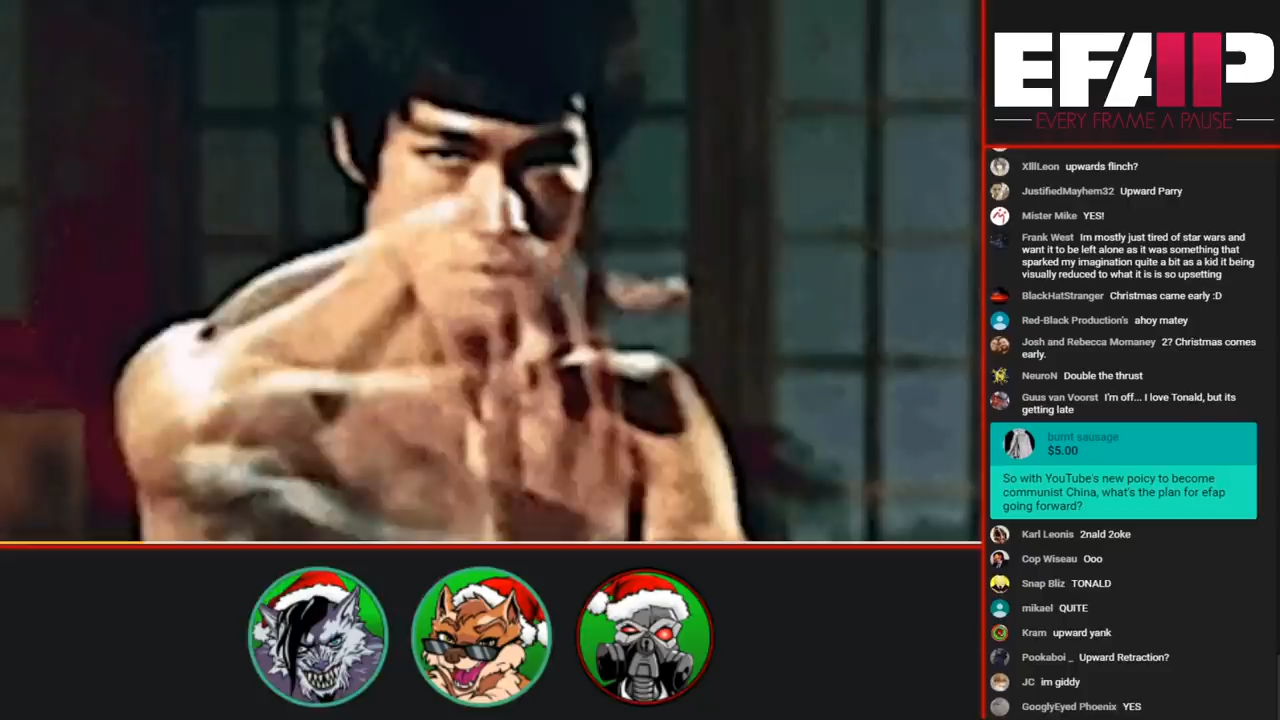 EFAP
EVERY FRAME A PAUSE
XlllLeon upwards flinch?
JustifiedMayhem32 Upward Parry
Mister Mike YES!
Frank West Im mostly just tired of star wars and
want it to be left alone as it was something that
sparked my imagination quite a bit as a kid it being
visually reduced to what it is is so upsetting
BlackHatStranger Christmas came early :D
Red-Black Production's ahoy matey
Josh and Rebecca Momaney 2? Christmas comes
early.
NeuroN Double the thrust
Guus van Voorst I'm off... I love Tonald, but its
getting late
burnt sausage
$5.00
So with YouTube's new poicy to become
communist China, what's the plan for efap
going forward?
Karl Leonis 2nald 2oke
Cop Wiseau Ooo
Snap Bliz TONALD
mikael QUITE
Kram upward yank
Pookaboi _ Upward Retraction?
JC im giddy
GooglyEyed Phoenix YES